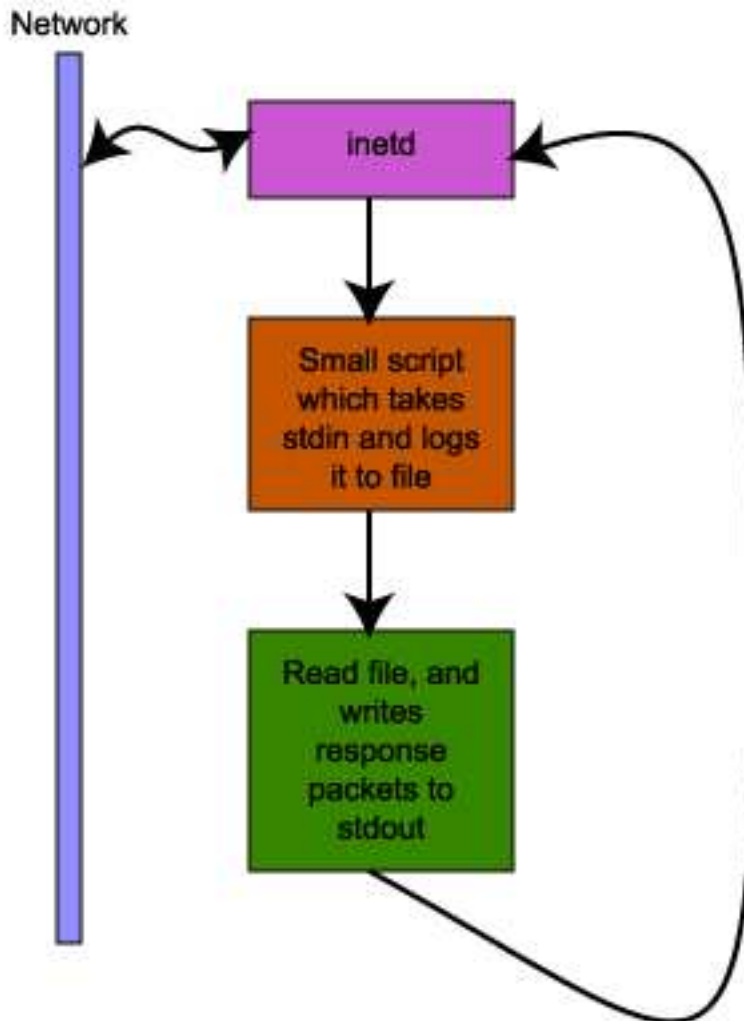 Network
inetd
Small script
which takes
stdin and logs
it to file
Read file, and
writes
response
packets to
stdout